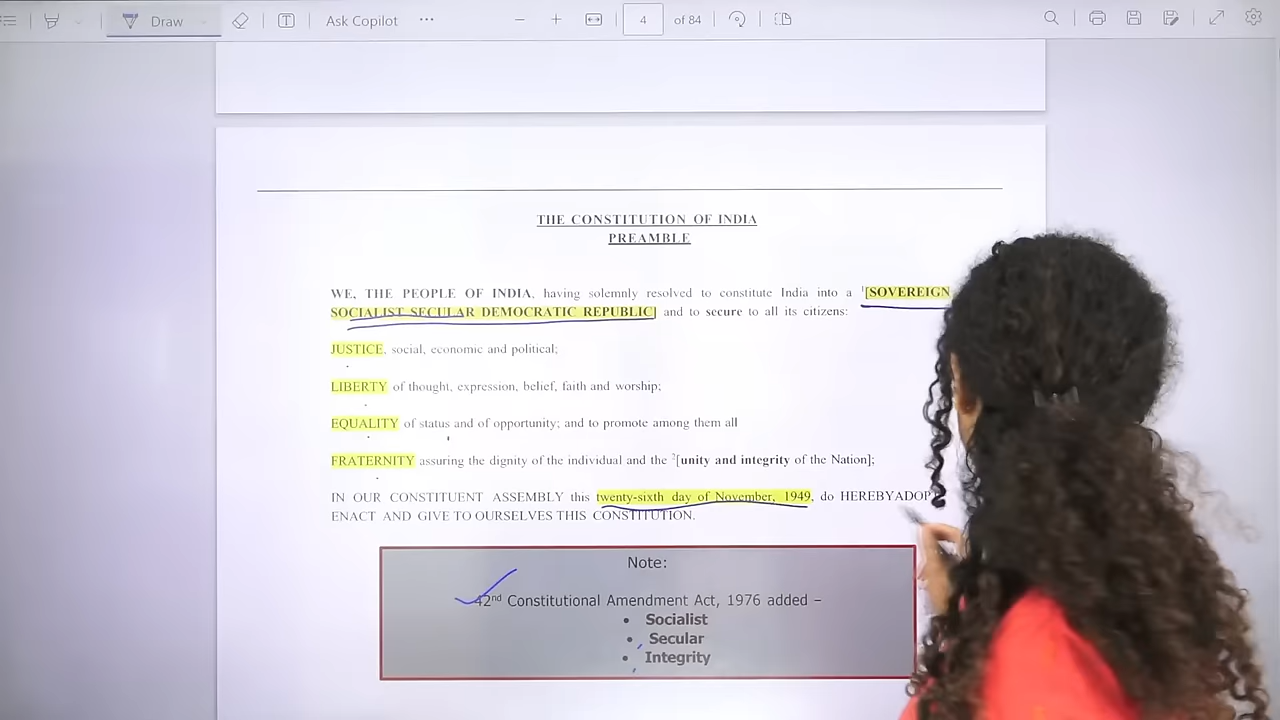 Draw
Ask Copilot
4 of 84
THE CONSTITUTION OF INDIA
PREAMBLE
WE, THE PEOPLE OF INDIA, having solemnly resolved to constitute India into a ¹[SOVEREIGN
SOCIALIST SECULAR DEMOCRATIC REPUBLIC] and to secure to all its citizens:
JUSTICE, social, economic and political;
LIBERTY of thought, expression, belief, faith and worship;
EQUALITY of status and of opportunity; and to promote among them all
FRATERNITY assuring the dignity of the individual and the ²[unity and integrity of the Nation];
IN OUR CONSTITUENT ASSEMBLY this twenty-sixth day of November, 1949, do HEREBYADOPT
ENACT AND GIVE TO OURSELVES THIS CONSTITUTION.
Note:
42nd Constitutional Amendment Act, 1976 added –
• Socialist
• Secular
• Integrity